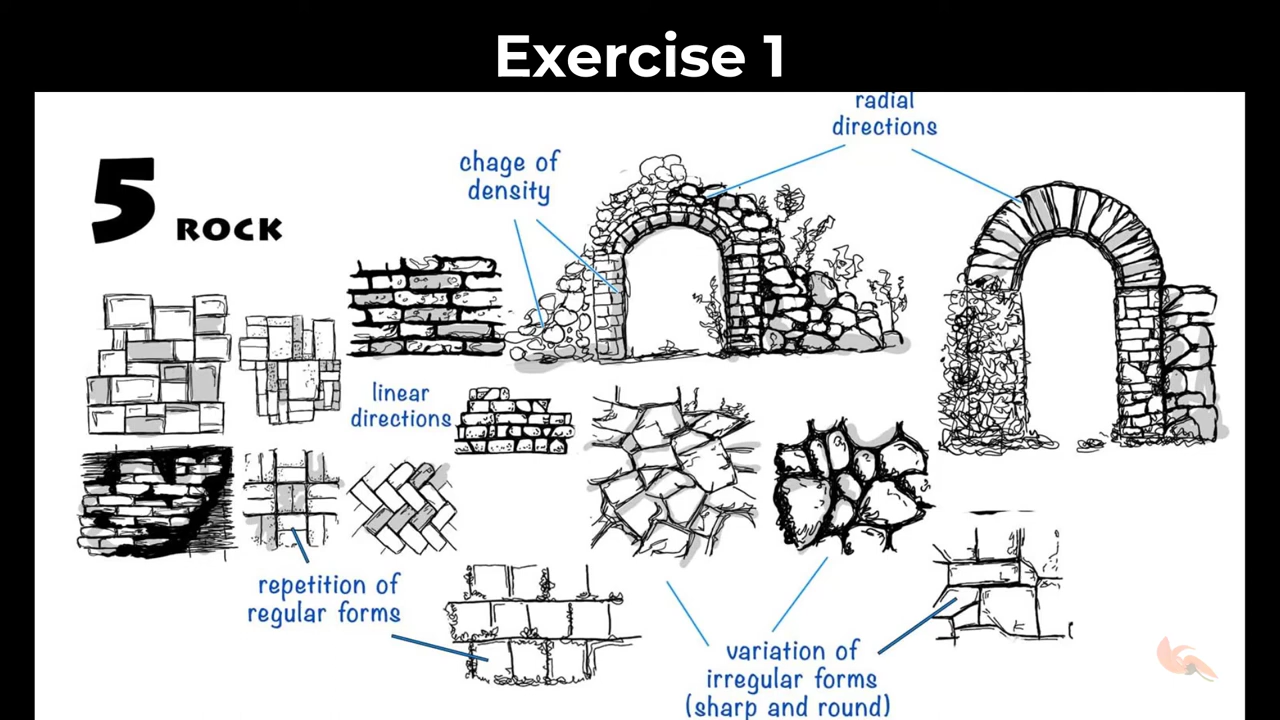 Exercise 1
radial
directions
chage of
density
5 ROCK
linear
directions
repetition of
regular forms
variation of
irregular forms
(sharp and round)